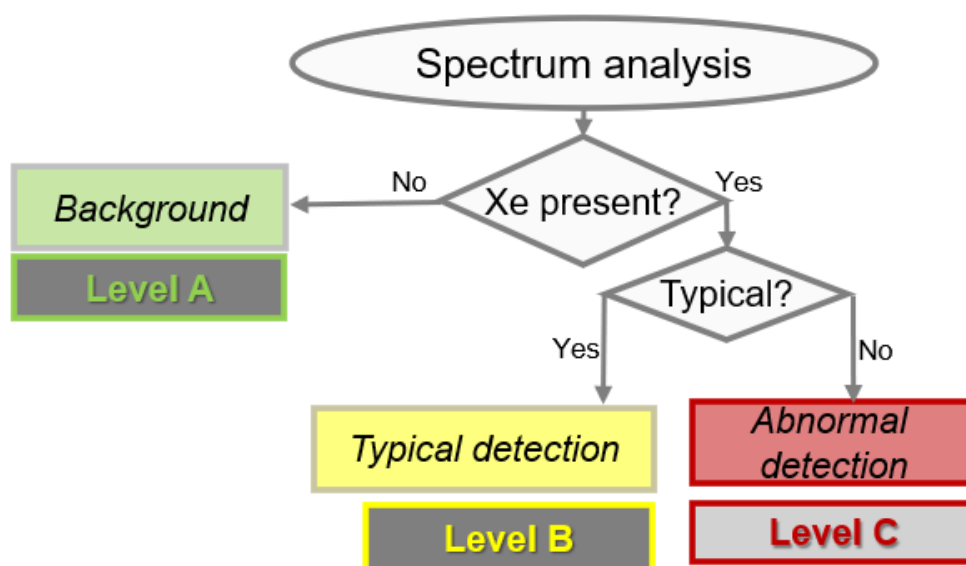 Spectrum analysis
No
Xe present?
Yes
Background
Level A
Typical?
Yes
No
Typical detection
Abnormal
detection
Level B
Level C